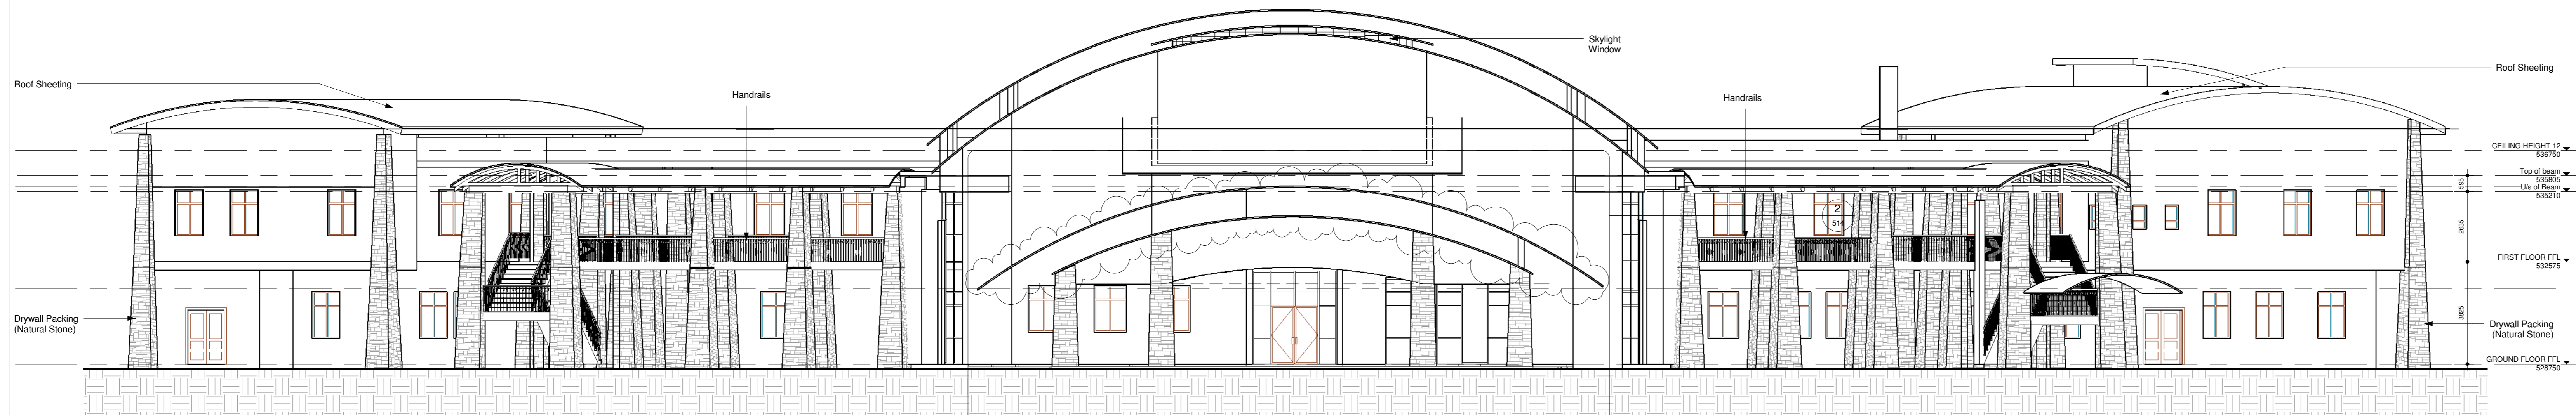 Skylight
Window
Roof Sheeting
Roof Sheeting
Handrails
Handrails
CEILING HEIGHT 12
536750
Top of beam
535805
U/s of Beam
535210
595
2
514
2635
FIRST FLOOR FFL
532575
3825
Drywall Packing
(Natural Stone)
Drywall Packing
(Natural Stone)
GROUND FLOOR FFL
528750